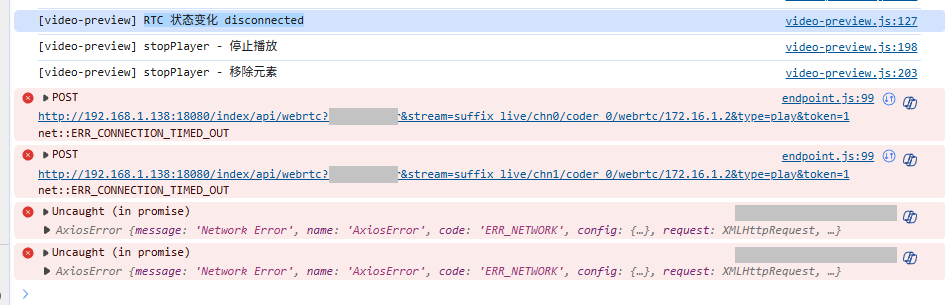 [video-preview] RTC 状态变化 disconnected video-preview.js:127
[video-preview] stopPlayer - 停止播放 video-preview.js:198
[video-preview] stopPlayer - 移除元素 video-preview.js:203
POST endpoint.js:99
http://192.168.1.138:18080/index/api/webrtc? r&stream=suffix_live/chn0/coder_0/webrtc/172.16.1.2&type=play&token=1
net::ERR_CONNECTION_TIMED_OUT
POST endpoint.js:99
http://192.168.1.138:18080/index/api/webrtc? r&stream=suffix_live/chn1/coder_0/webrtc/172.16.1.2&type=play&token=1
net::ERR_CONNECTION_TIMED_OUT
Uncaught (in promise)
AxiosError {message: 'Network Error', name: 'AxiosError', code: 'ERR_NETWORK', config: {…}, request: XMLHttpRequest, …}
Uncaught (in promise)
AxiosError {message: 'Network Error', name: 'AxiosError', code: 'ERR_NETWORK', config: {…}, request: XMLHttpRequest, …}